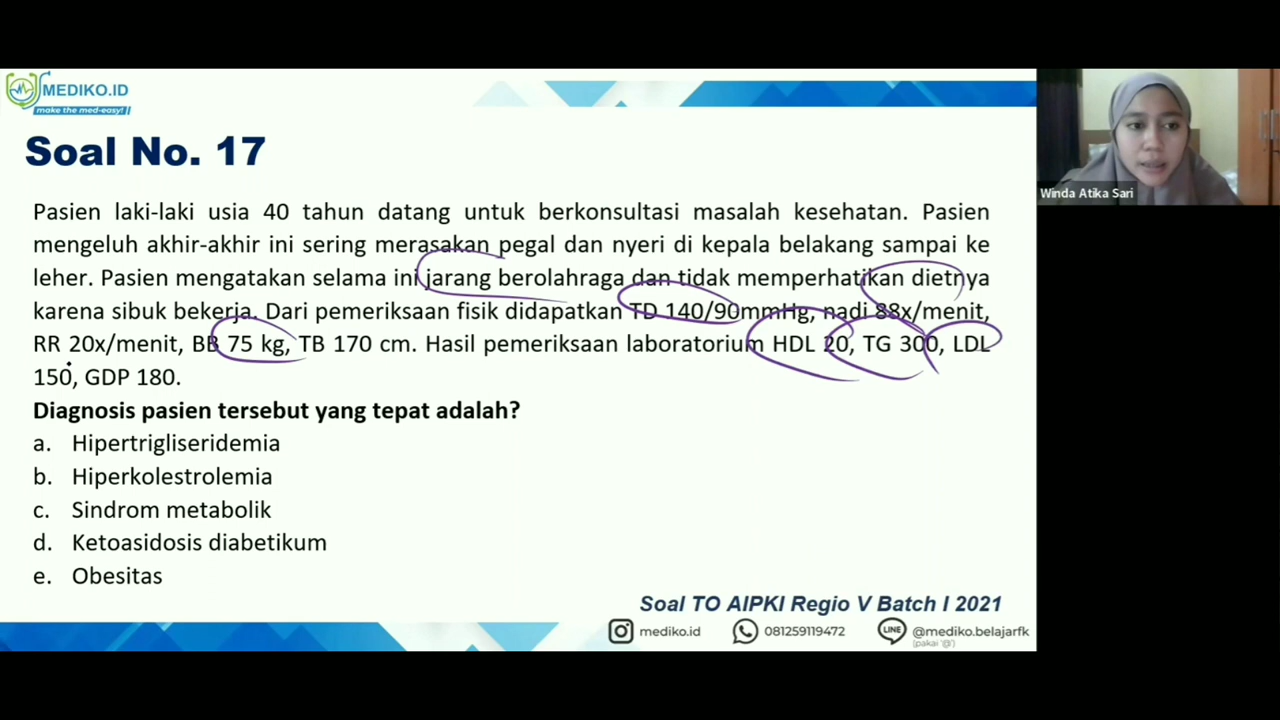 MEDIKO.ID
make the med-easy!
Soal No. 17
Winda Atika Sari
Pasien laki-laki usia 40 tahun datang untuk berkonsultasi masalah kesehatan. Pasien
mengeluh akhir-akhir ini sering merasakan pegal dan nyeri di kepala belakang sampai ke
leher. Pasien mengatakan selama ini jarang berolahraga dan tidak memperhatikan dietnya
karena sibuk bekerja. Dari pemeriksaan fisik didapatkan TD 140/90mmHg, nadi 88x/menit,
RR 20x/menit, BB 75 kg, TB 170 cm. Hasil pemeriksaan laboratorium HDL 20, TG 300, LDL
150, GDP 180.
Diagnosis pasien tersebut yang tepat adalah?
a. Hipertrigliseridemia
b. Hiperkolestrolemia
c. Sindrom metabolik
d. Ketoasidosis diabetikum
e. Obesitas
Soal TO AIPKI Regio V Batch I 2021
mediko.id 081259119472 LINE @mediko.belajarfk
(pakai '@')